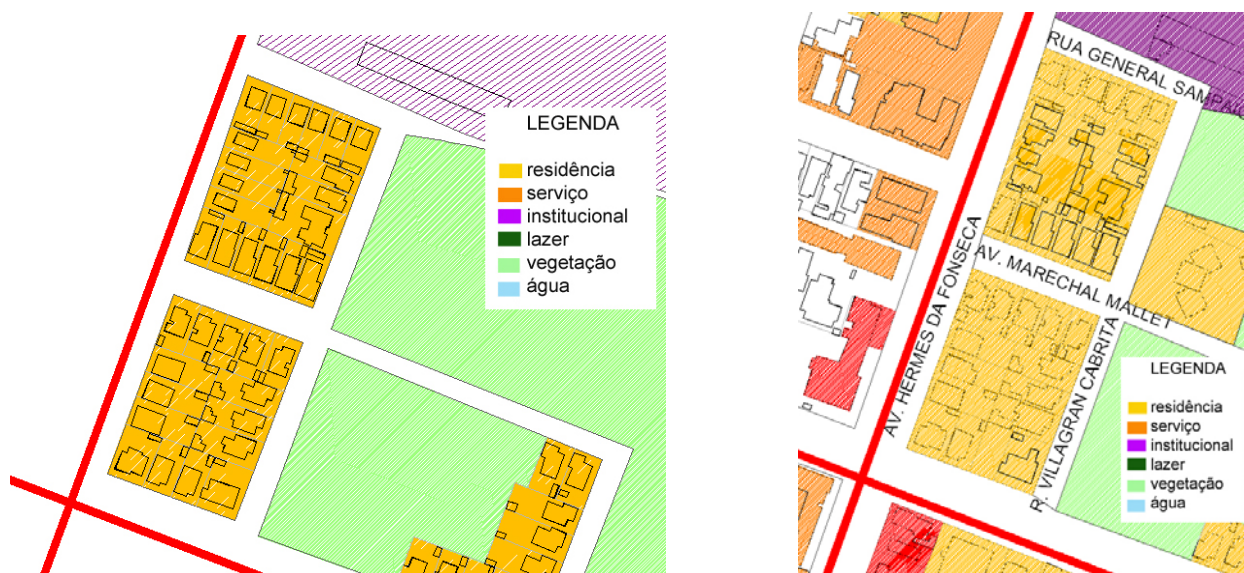 LEGENDA
residência
serviço
institucional
lazer
vegetação
água
RUA GENERAL SAMPAIO
AV. HERMES DA FONSECA
AV. MARECHAL MALLET
R. VILLAGRAN CABRITA
LEGENDA
residência
serviço
institucional
lazer
vegetação
água